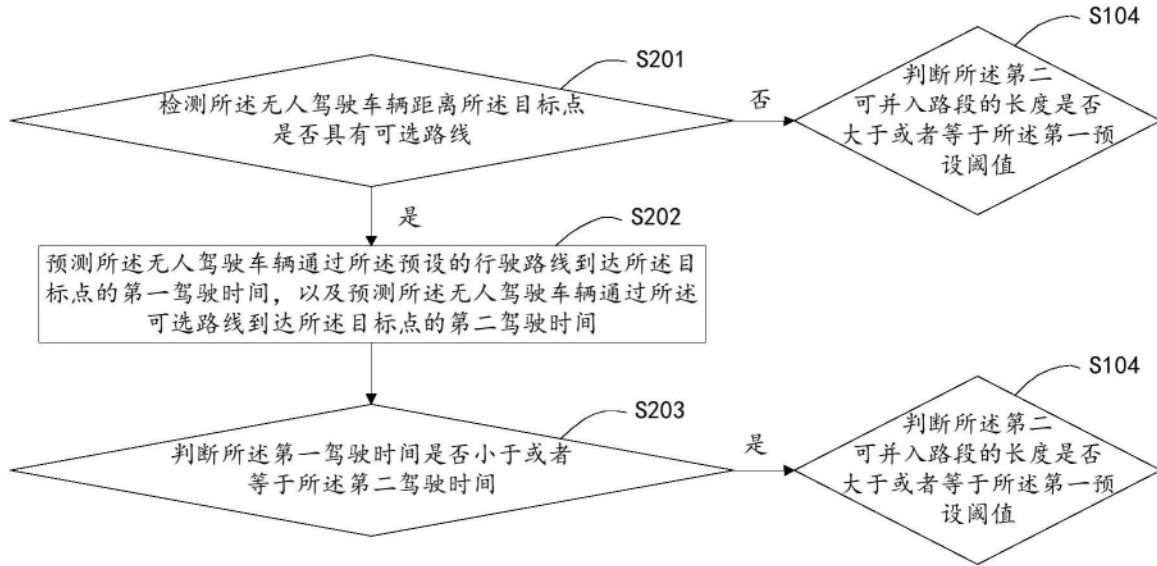 S201
检测所述无人驾驶车辆距离所述目标点
是否具有可选路线
否
S104
判断所述第二
可并入路段的长度是否
大于或者等于所述第一预
设阈值
是
S202
预测所述无人驾驶车辆通过所述预设的行驶路线到达所述目
标点的第一驾驶时间，以及预测所述无人驾驶车辆通过所述
可选路线到达所述目标点的第二驾驶时间
S203
判断所述第一驾驶时间是否小于或者
等于所述第二驾驶时间
是
S104
判断所述第二
可并入路段的长度是否
大于或者等于所述第一预
设阈值